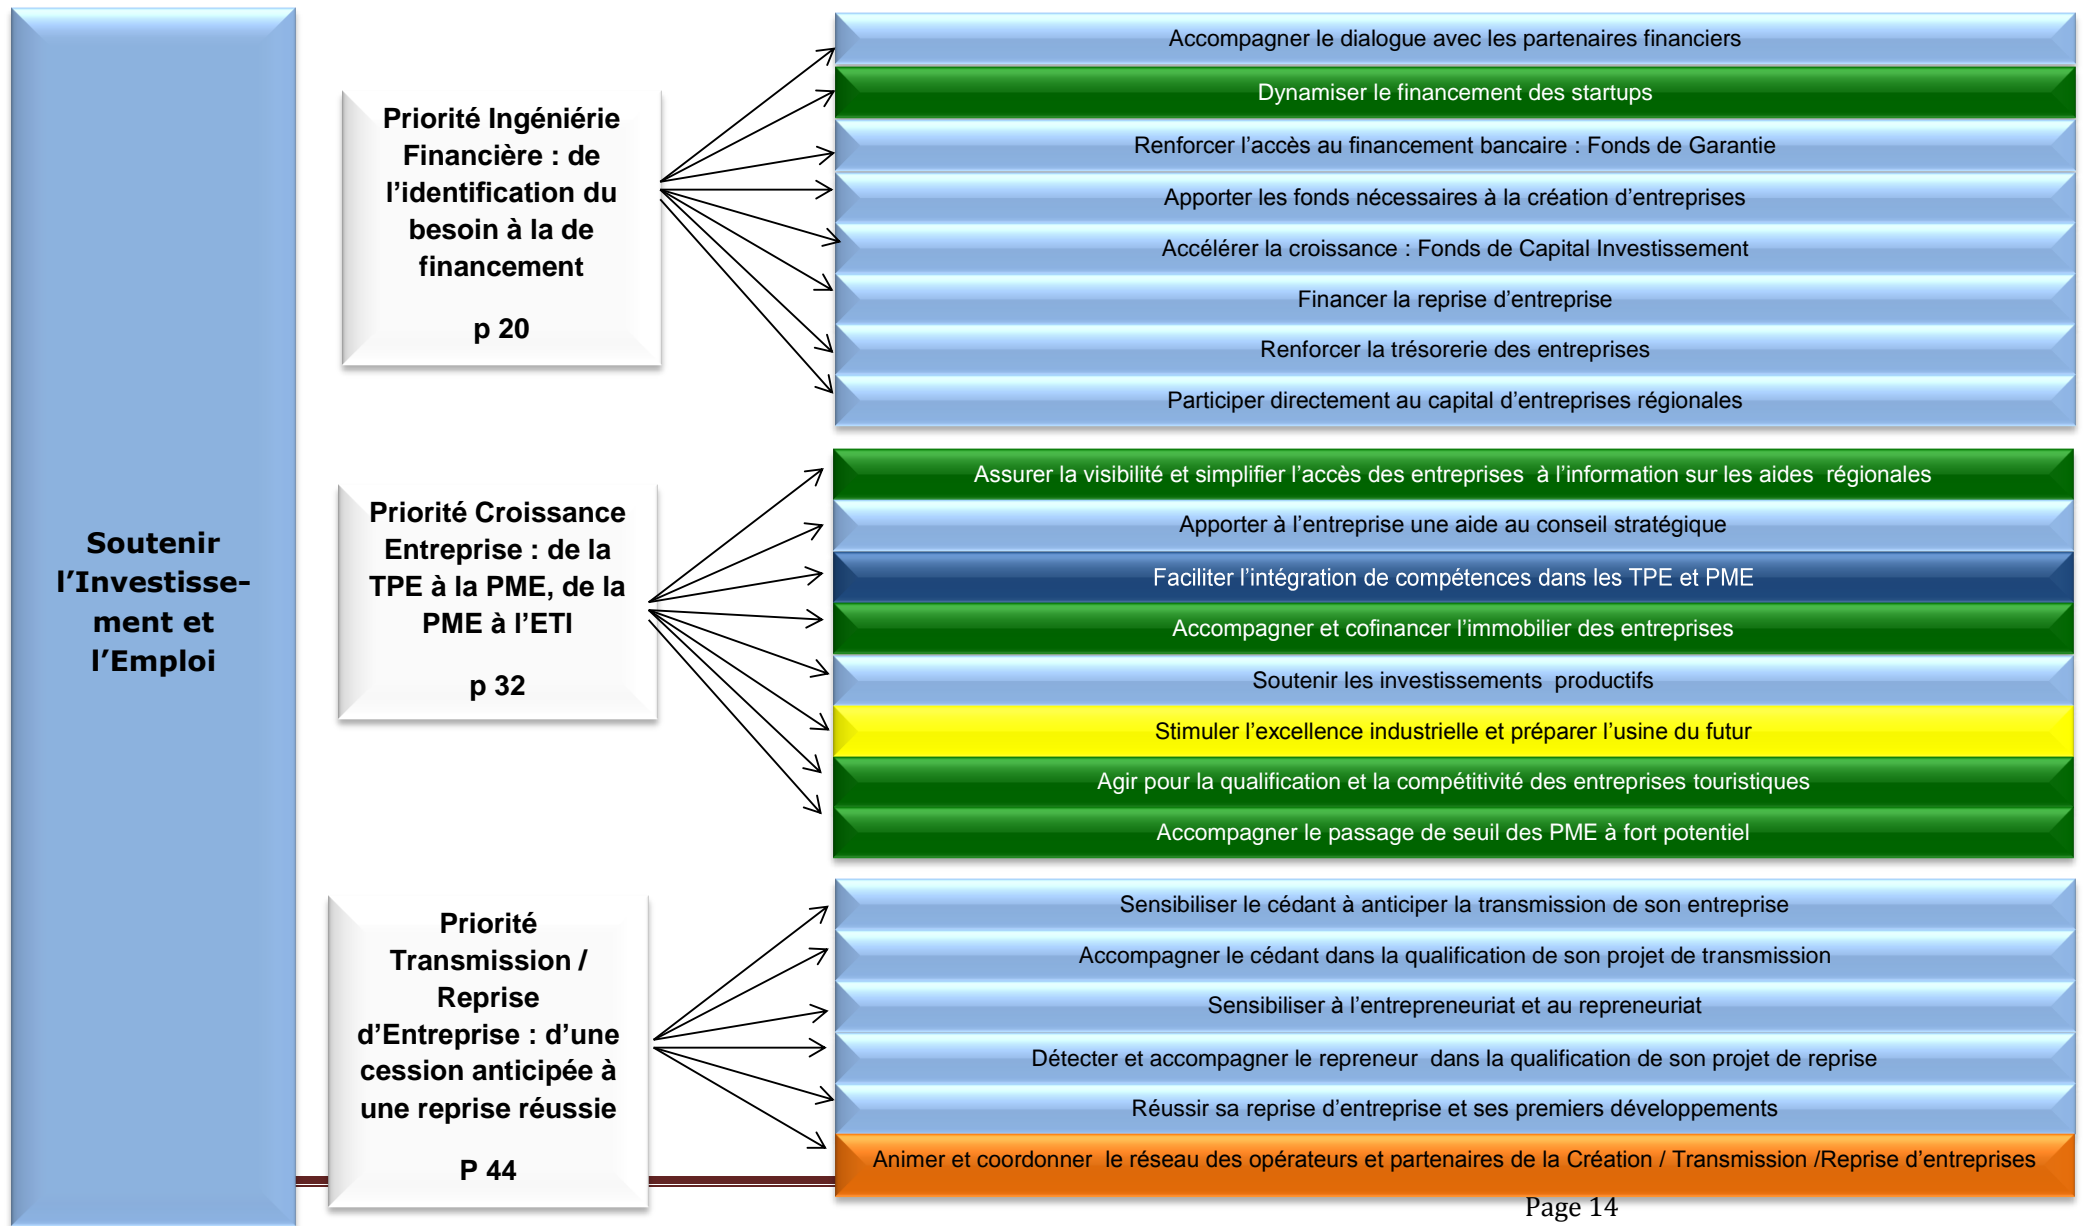 Soutenir
l’Investisse-
ment et
l’Emploi
Priorité Ingéniérie
Financière : de
l’identification du
besoin à la de
financement
p 20
Accompagner le dialogue avec les partenaires financiers
Dynamiser le financement des startups
Renforcer l’accès au financement bancaire : Fonds de Garantie
Apporter les fonds nécessaires à la création d’entreprises
Accélérer la croissance : Fonds de Capital Investissement
Financer la reprise d’entreprise
Renforcer la trésorerie des entreprises
Participer directement au capital d’entreprises régionales
Priorité Croissance
Entreprise : de la
TPE à la PME, de la
PME à l’ETI
p 32
Assurer la visibilité et simplifier l’accès des entreprises à l’information sur les aides régionales
Apporter à l’entreprise une aide au conseil stratégique
Faciliter l’intégration de compétences dans les TPE et PME
Accompagner et cofinancer l’immobilier des entreprises
Soutenir les investissements productifs
Stimuler l’excellence industrielle et préparer l’usine du futur
Agir pour la qualification et la compétitivité des entreprises touristiques
Accompagner le passage de seuil des PME à fort potentiel
Priorité
Transmission /
Reprise
d’Entreprise : d’une
cession anticipée à
une reprise réussie
P 44
Sensibiliser le cédant à anticiper la transmission de son entreprise
Accompagner le cédant dans la qualification de son projet de transmission
Sensibiliser à l’entrepreneuriat et au repreneuriat
Détecter et accompagner le repreneur dans la qualification de son projet de reprise
Réussir sa reprise d’entreprise et ses premiers développements
Animer et coordonner le réseau des opérateurs et partenaires de la Création / Transmission /Reprise d’entreprises
Page 14